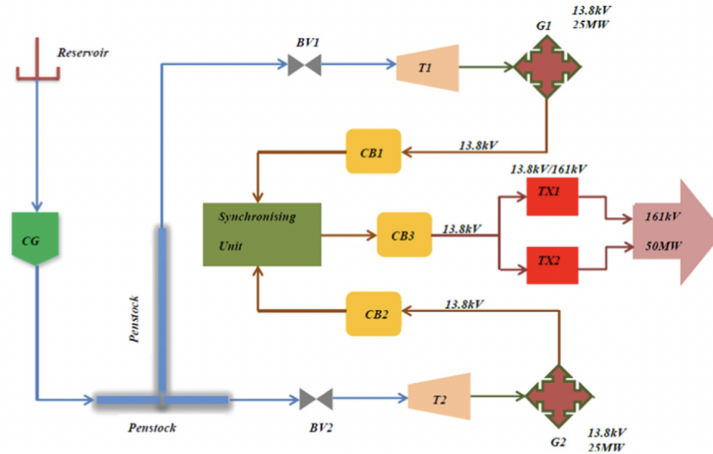 Reservoir
BV1
T1
G1
13.8kV
25MW
CB1
13.8kV
13.8kV/161kV
CG
Synchronising
Unit
CB3
13.8kV
TX1
TX2
161kV
50MW
Penstock
CB2
13.8kV
Penstock
BV2
T2
G2
13.8kV
25MW